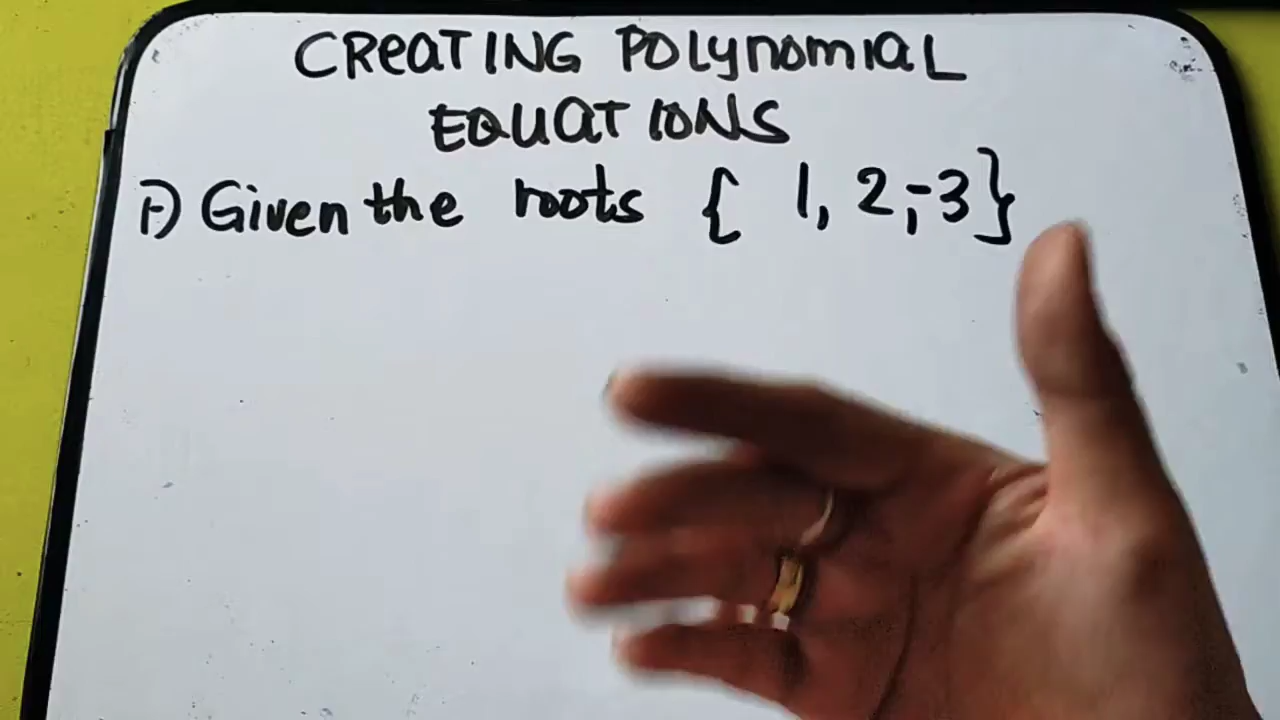 CREATING POLYNOMIAL
EQUATIONS
1) Given the roots { 1, 2, -3}